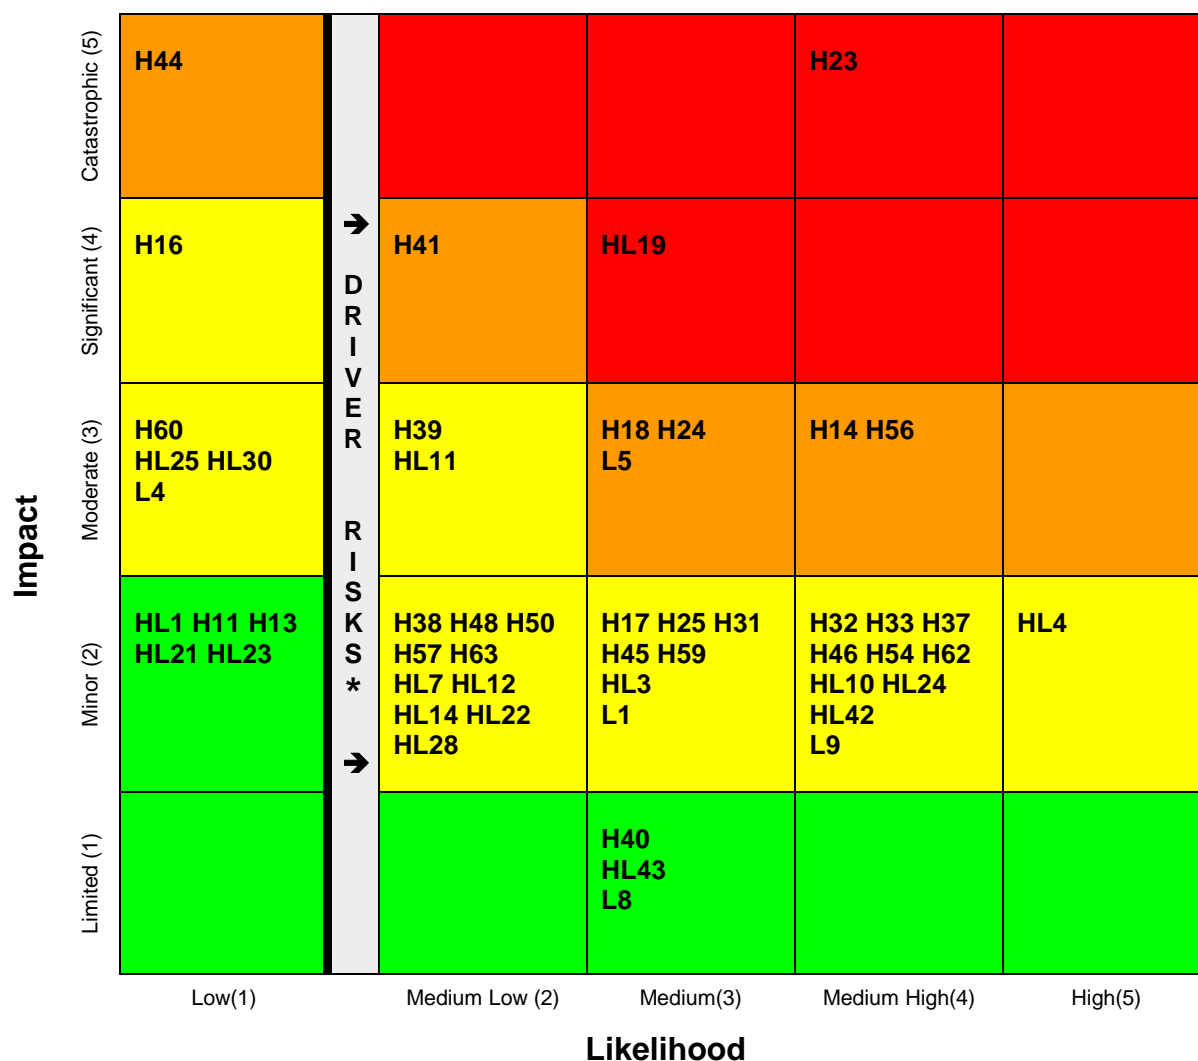 Impact
Catastrophic (5)
H44
H23
Significant (4)
H16
H41
HL19
Moderate (3)
H60
HL25 HL30
L4
H39
HL11
H18 H24
L5
H14 H56
Minor (2)
HL1 H11 H13
HL21 HL23
H38 H48 H50
H57 H63
HL7 HL12
HL14 HL22
HL28
H17 H25 H31
H45 H59
HL3
L1
H32 H33 H37
H46 H54 H62
HL10 HL24
HL42
L9
HL4
Limited (1)
H40
HL43
L8
➔ DRIVER RISKS* ➔
Low(1)
Medium Low (2)
Medium(3)
Medium High(4)
High(5)
Likelihood